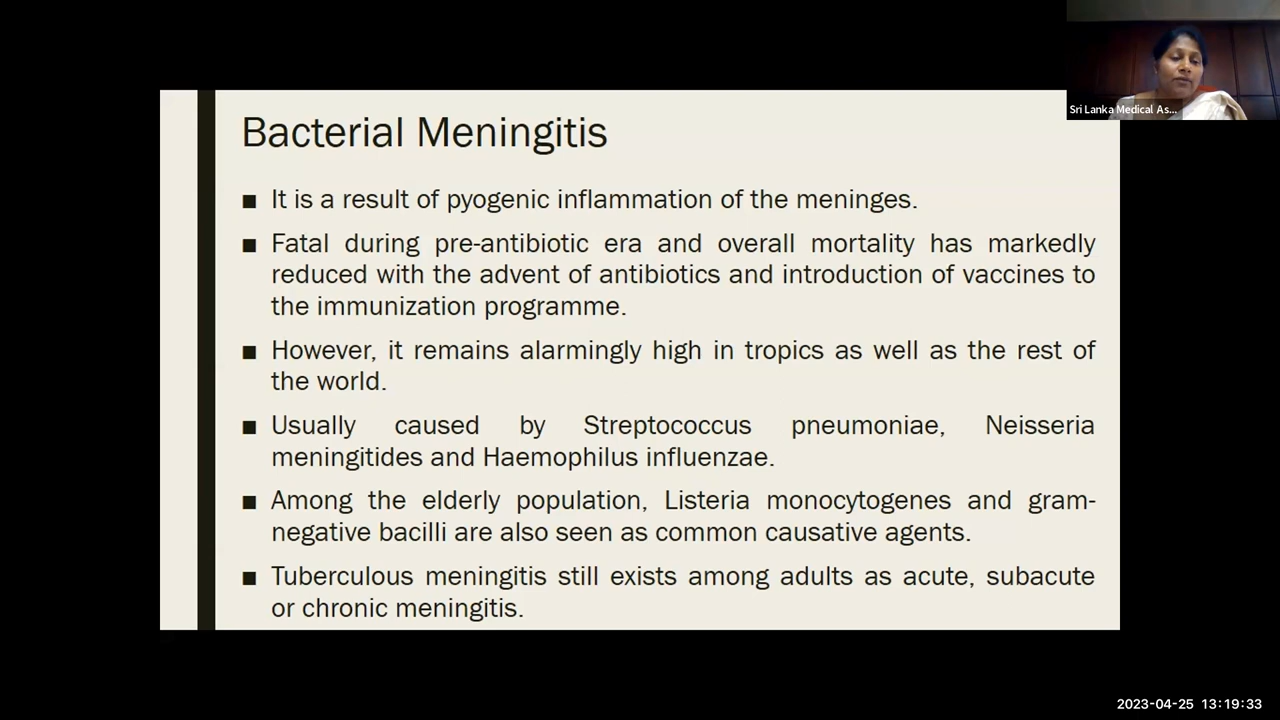 Sri Lanka Medical As...
Bacterial Meningitis
■ It is a result of pyogenic inflammation of the meninges.
■ Fatal during pre-antibiotic era and overall mortality has markedly
reduced with the advent of antibiotics and introduction of vaccines to
the immunization programme.
■ However, it remains alarmingly high in tropics as well as the rest of
the world.
■ Usually caused by Streptococcus pneumoniae, Neisseria
meningitides and Haemophilus influenzae.
■ Among the elderly population, Listeria monocytogenes and gram-
negative bacilli are also seen as common causative agents.
■ Tuberculous meningitis still exists among adults as acute, subacute
or chronic meningitis.
2023-04-25 13:19:33